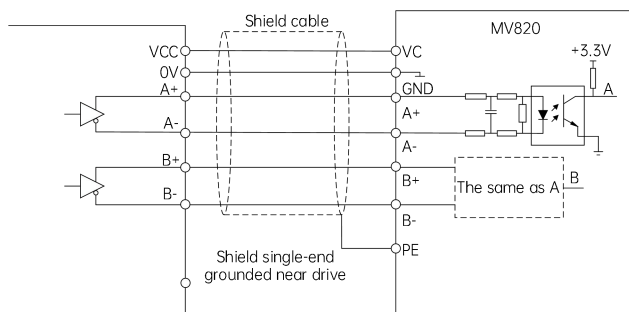 Shield cable
MV820
VCC
VC
+3.3V
0V
GND
A+
A
A+
A-
A-
B+
B+
The same as A
B
B-
B-
Shield single-end
grounded near drive
PE